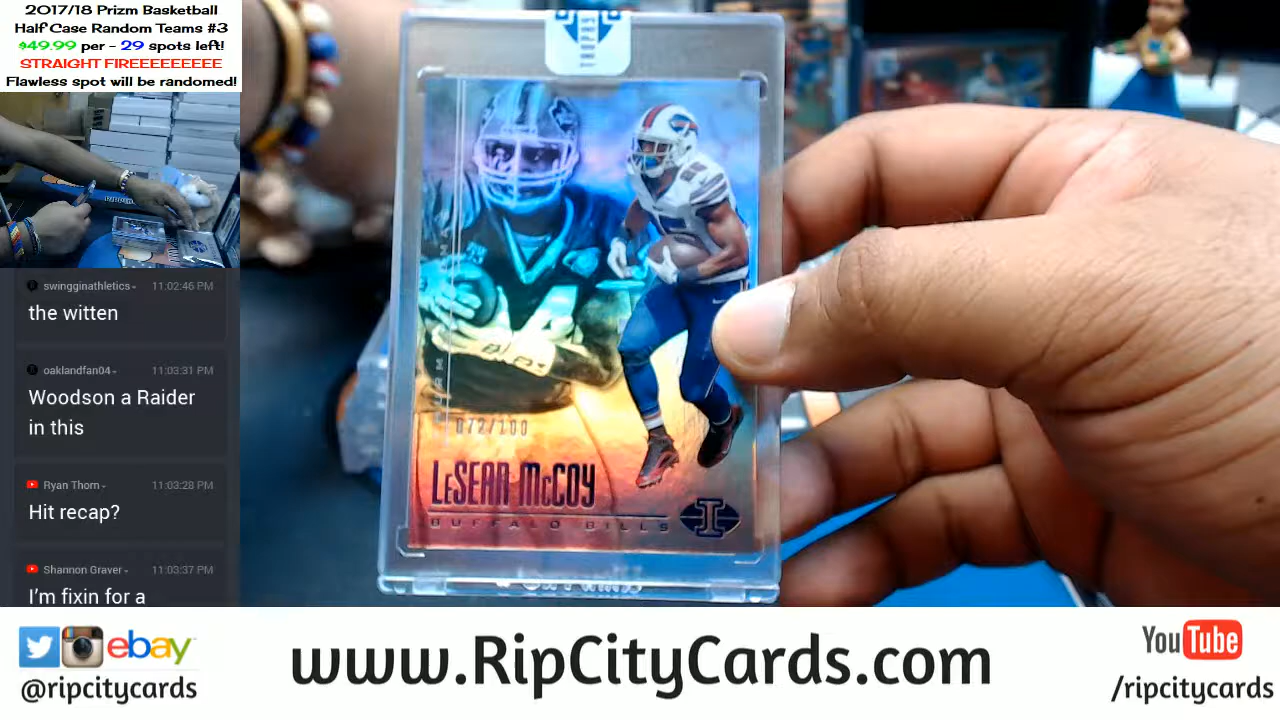 2017/18 Prizm Basketball
Half Case Random Teams #3
$49.99 per - 29 spots left!
STRAIGHT FIREEEEEEEEE
Flawless spot will be randomed!
swingginathletics 11:02:46 PM
the witten
oaklandfan04 11:03:31 PM
Woodson a Raider
in this
Ryan Thorn 11:03:28 PM
Hit recap?
Shannon Graver 11:03:37 PM
I'm fixin for a
072/100
LeSEAN McCOY
BUFFALO BILLS
I
ebay
@ripcitycards
www.RipCityCards.com
YouTube
/ripcitycards